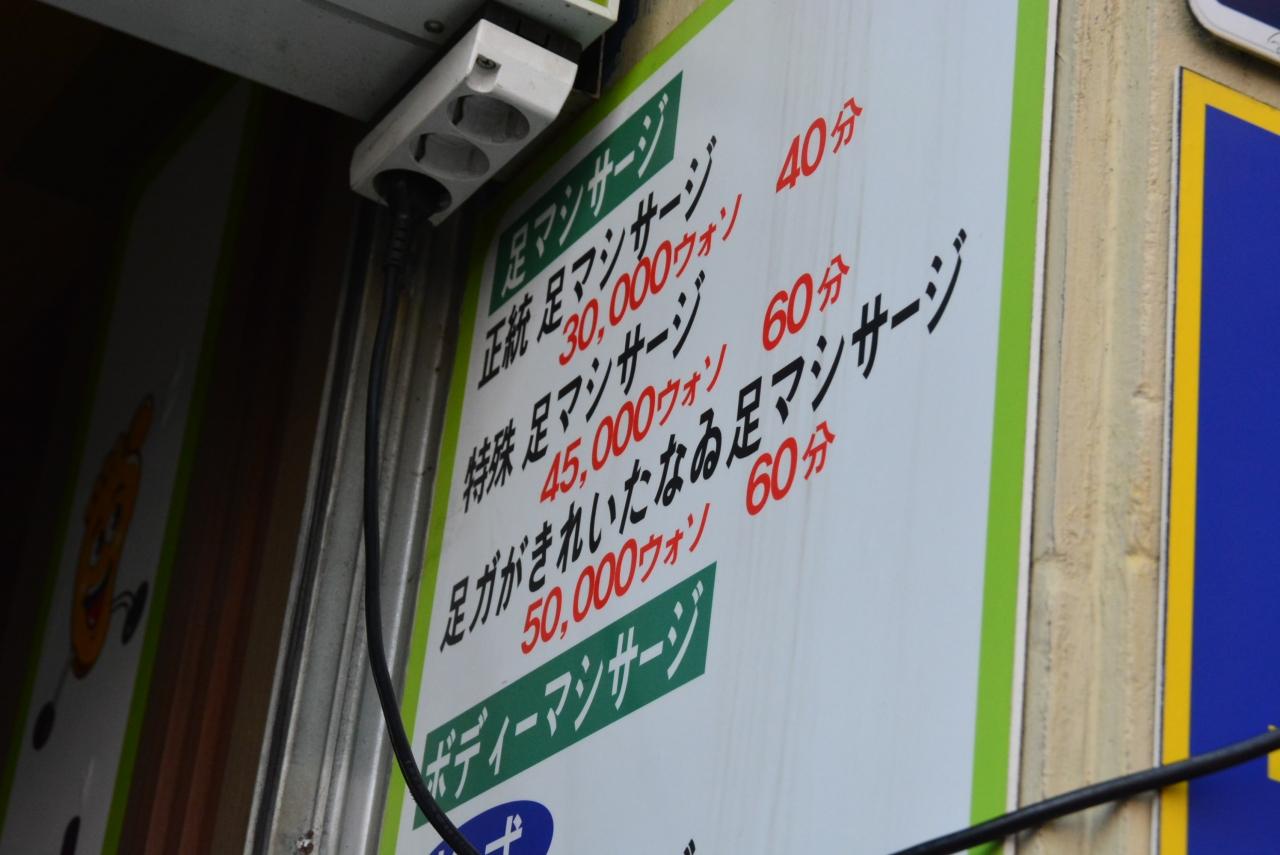 足マシサージ
正統 足マシサージ
30,000ウォン 40分
特殊 足マシサージ
45,000ウォン 60分
足ガがきれいたなゐ足マシサージ
50,000ウォン 60分
ボディーマシサージ